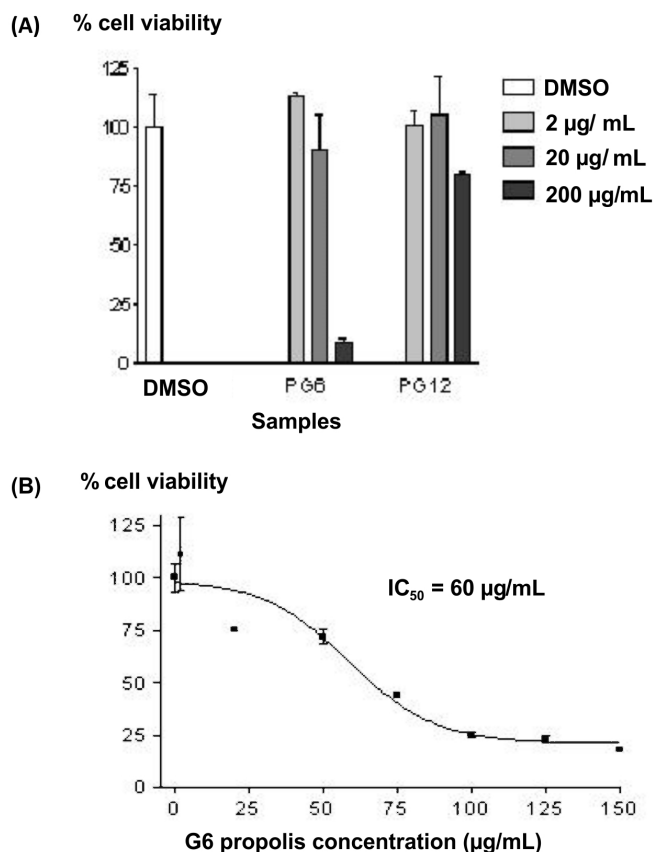 (A)
% cell viability
125
100
75
50
25
0
DMSO
2 µg/ mL
20 µg/ mL
200 µg/mL
DMSO PG6 PG12
Samples
(B)
% cell viability
125
100
75
50
25
0
IC₅₀ = 60 µg/mL
0 25 50 75 100 125 150
G6 propolis concentration (µg/mL)